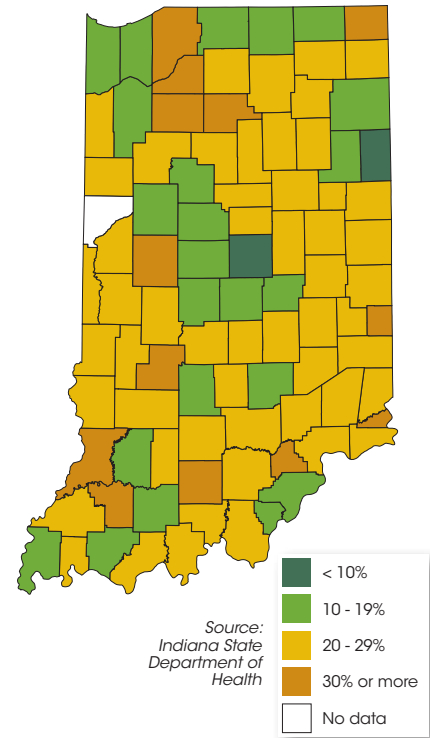 < 10%
10 - 19%
20 - 29%
30% or more
No data
Source:
Indiana State
Department of
Health